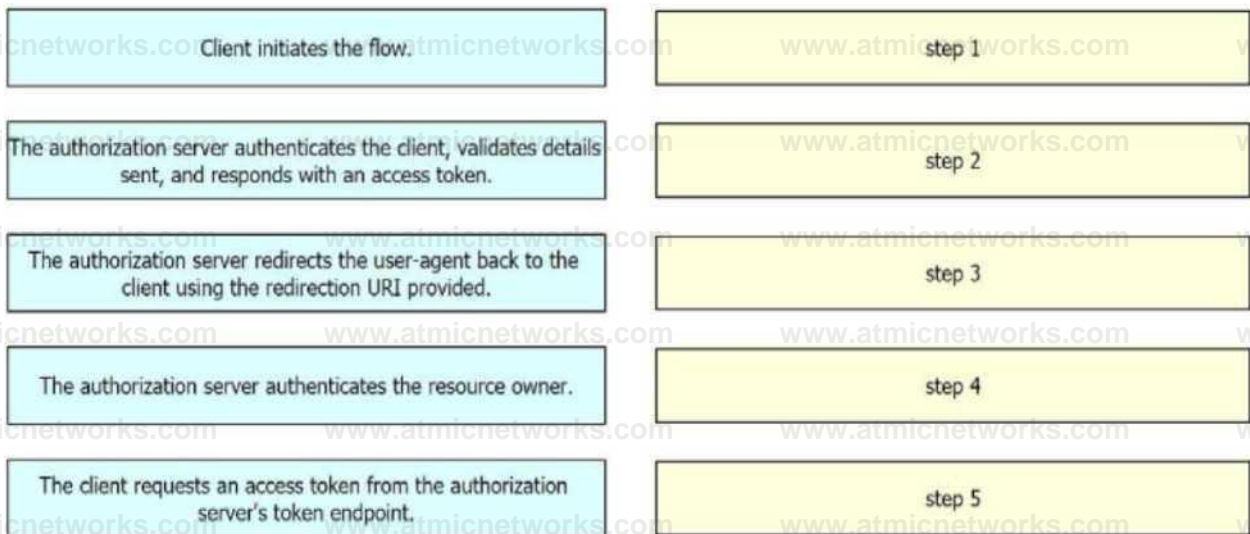 Client initiates the flow.
step 1
The authorization server authenticates the client, validates details
sent, and responds with an access token.
step 2
The authorization server redirects the user-agent back to the
client using the redirection URI provided.
step 3
The authorization server authenticates the resource owner.
step 4
The client requests an access token from the authorization
server's token endpoint.
step 5
www.atmicnetworks.com